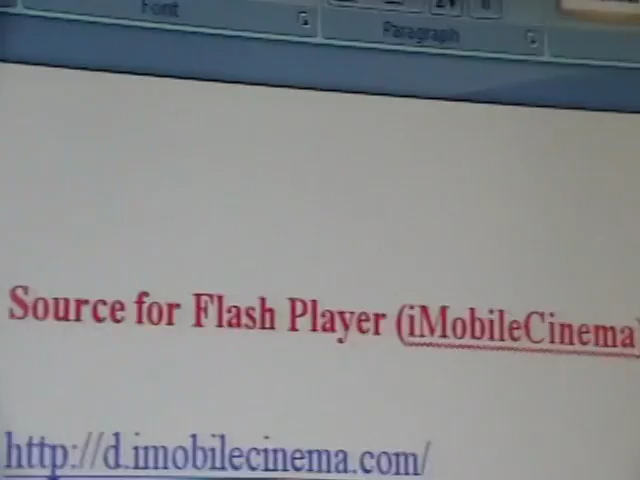 Font
Paragraph
Source for Flash Player (iMobileCinema)
http://d.imobilecinema.com/